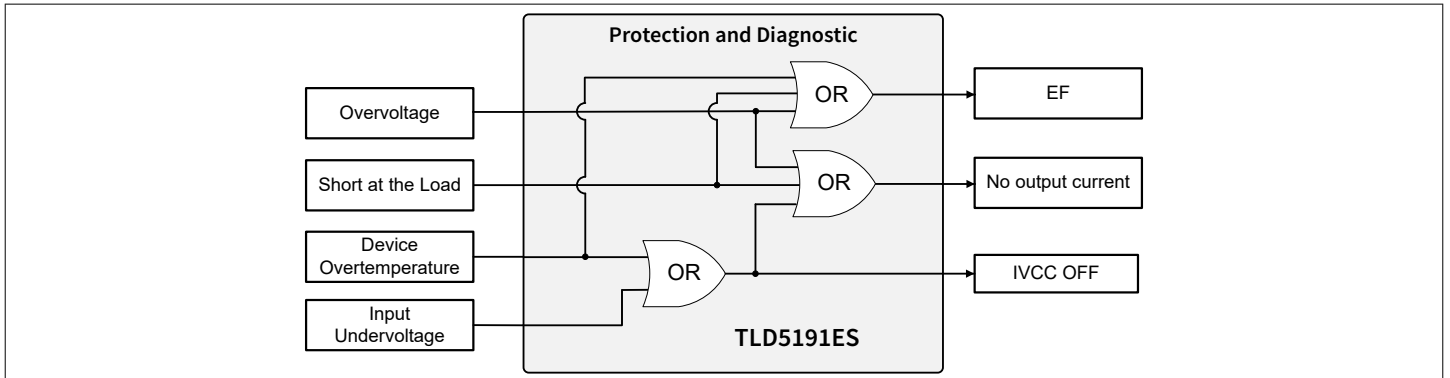 Protection and Diagnostic
Overvoltage
Short at the Load
Device
Overtemperature
Input
Undervoltage
OR
OR
OR
EF
No output current
IVCC OFF
TLD5191ES